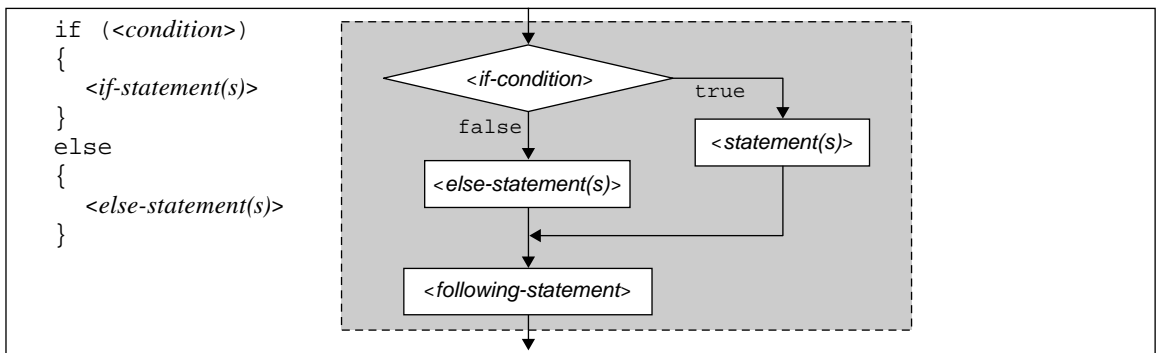 if (<condition>)
{
<if-statement(s)>
}
else
{
<else-statement(s)>
}
<if-condition>
true
false
<statement(s)>
<else-statement(s)>
<following-statement>